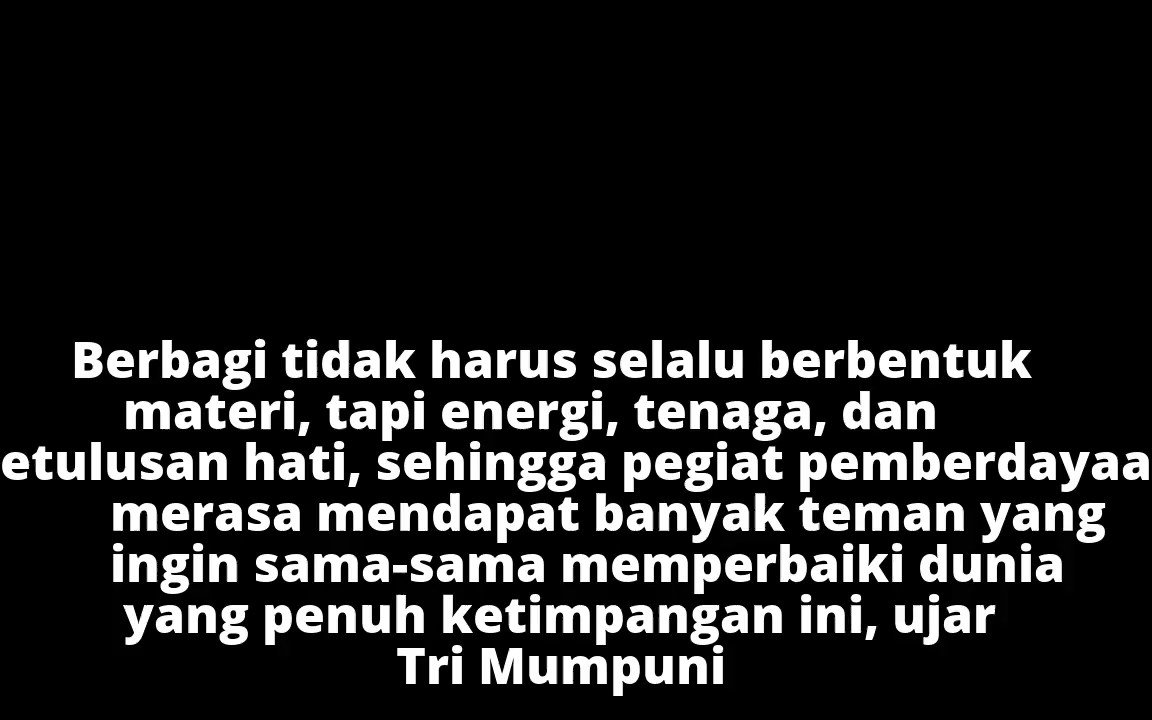 Berbagi tidak harus selalu berbentuk
materi, tapi energi, tenaga, dan
etulusan hati, sehingga pegiat pemberdayaa
merasa mendapat banyak teman yang
ingin sama-sama memperbaiki dunia
yang penuh ketimpangan ini, ujar
Tri Mumpuni